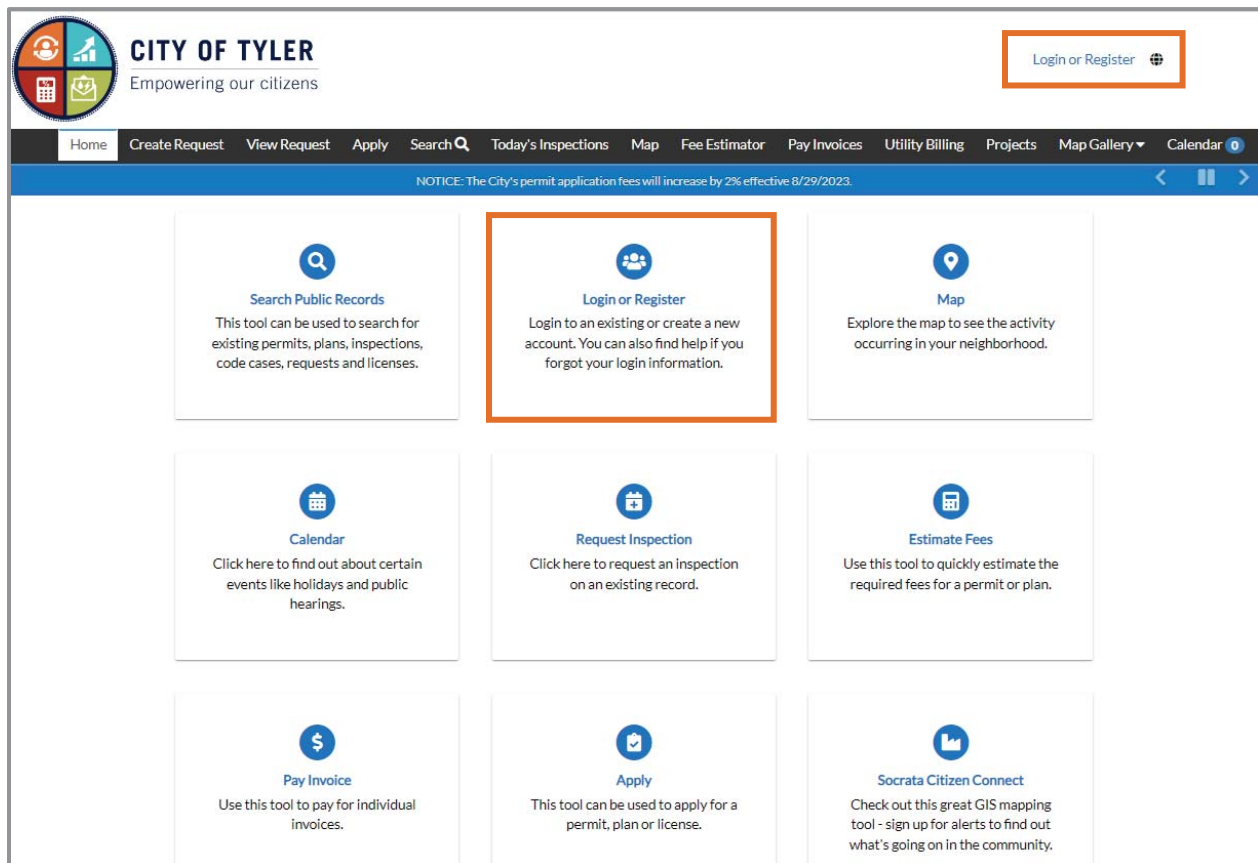 CITY OF TYLER
Empowering our citizens
Login or Register
Home Create Request View Request Apply Search Today's Inspections Map Fee Estimator Pay Invoices Utility Billing Projects Map Gallery Calendar 0
NOTICE: The City's permit application fees will increase by 2% effective 8/29/2023.
Search Public Records
This tool can be used to search for
existing permits, plans, inspections,
code cases, requests and licenses.
Login or Register
Login to an existing or create a new
account. You can also find help if you
forgot your login information.
Map
Explore the map to see the activity
occurring in your neighborhood.
Calendar
Click here to find out about certain
events like holidays and public
hearings.
Request Inspection
Click here to request an inspection
on an existing record.
Estimate Fees
Use this tool to quickly estimate the
required fees for a permit or plan.
Pay Invoice
Use this tool to pay for individual
invoices.
Apply
This tool can be used to apply for a
permit, plan or license.
Socrata Citizen Connect
Check out this great GIS mapping
tool - sign up for alerts to find out
what's going on in the community.